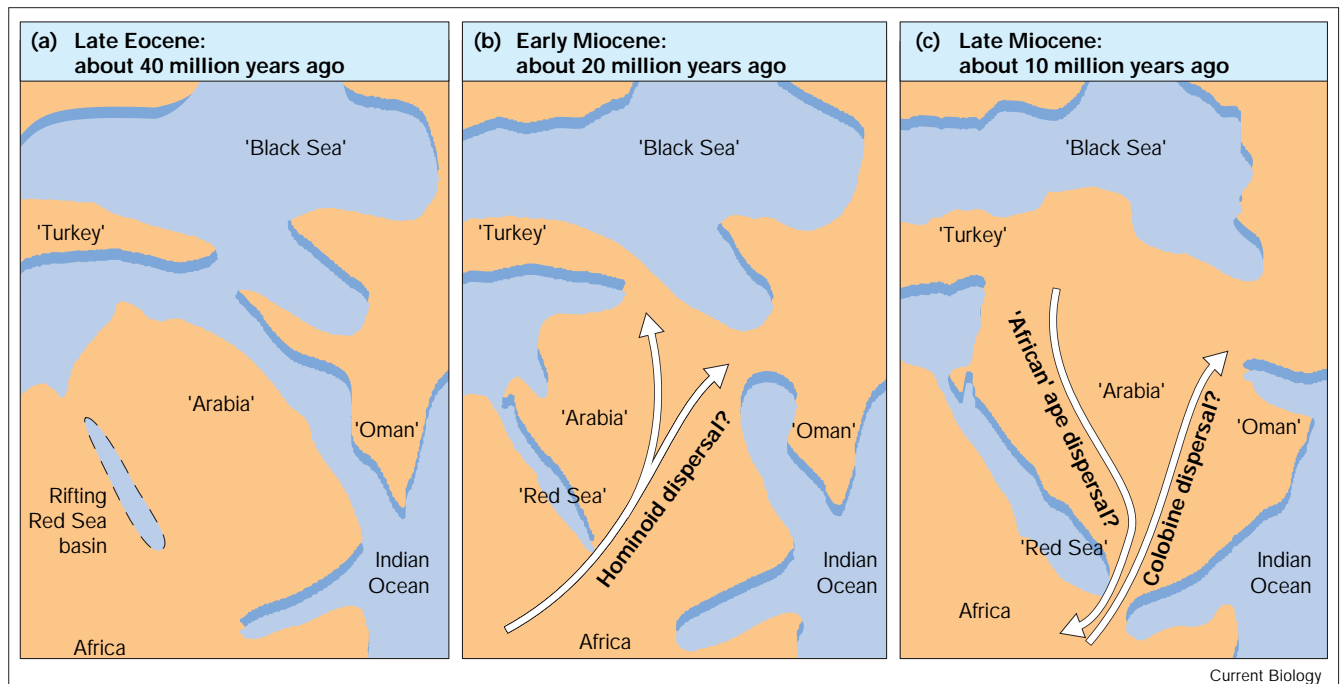 (a) Late Eocene:
about 40 million years ago
'Black Sea'
'Turkey'
'Arabia'
'Oman'
Rifting
Red Sea
basin
Indian
Ocean
Africa
(b) Early Miocene:
about 20 million years ago
'Black Sea'
'Turkey'
'Arabia'
'Oman'
'Red Sea'
Hominoid dispersal?
Indian
Ocean
Africa
(c) Late Miocene:
about 10 million years ago
'Black Sea'
'Turkey'
'African' ape dispersal?
'Arabia'
Colobine dispersal?
'Oman'
'Red Sea'
Indian
Ocean
Africa
Current Biology